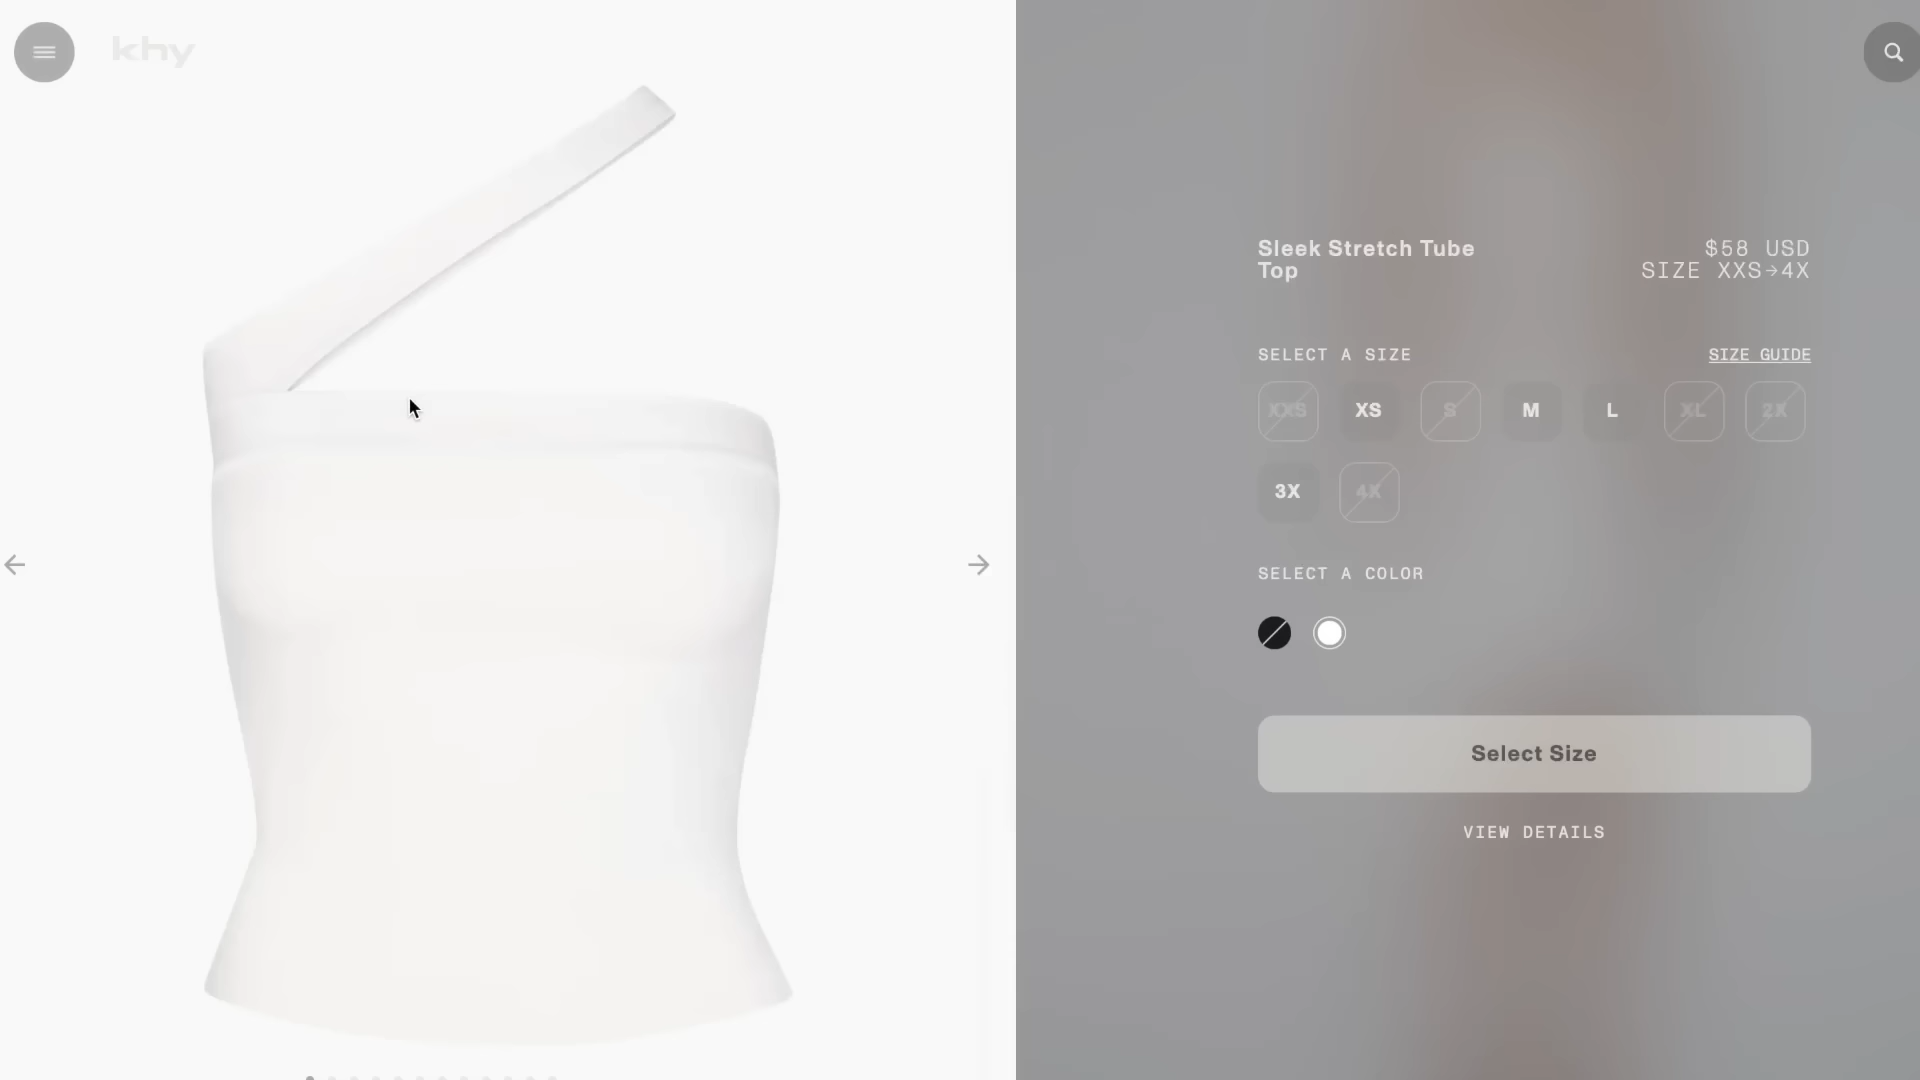 khy
Sleek Stretch Tube
Top
$58 USD
SIZE XXS→4X
SELECT A SIZE
SIZE GUIDE
XXS XS S M L XL 2X
3X 4X
SELECT A COLOR
Select Size
VIEW DETAILS